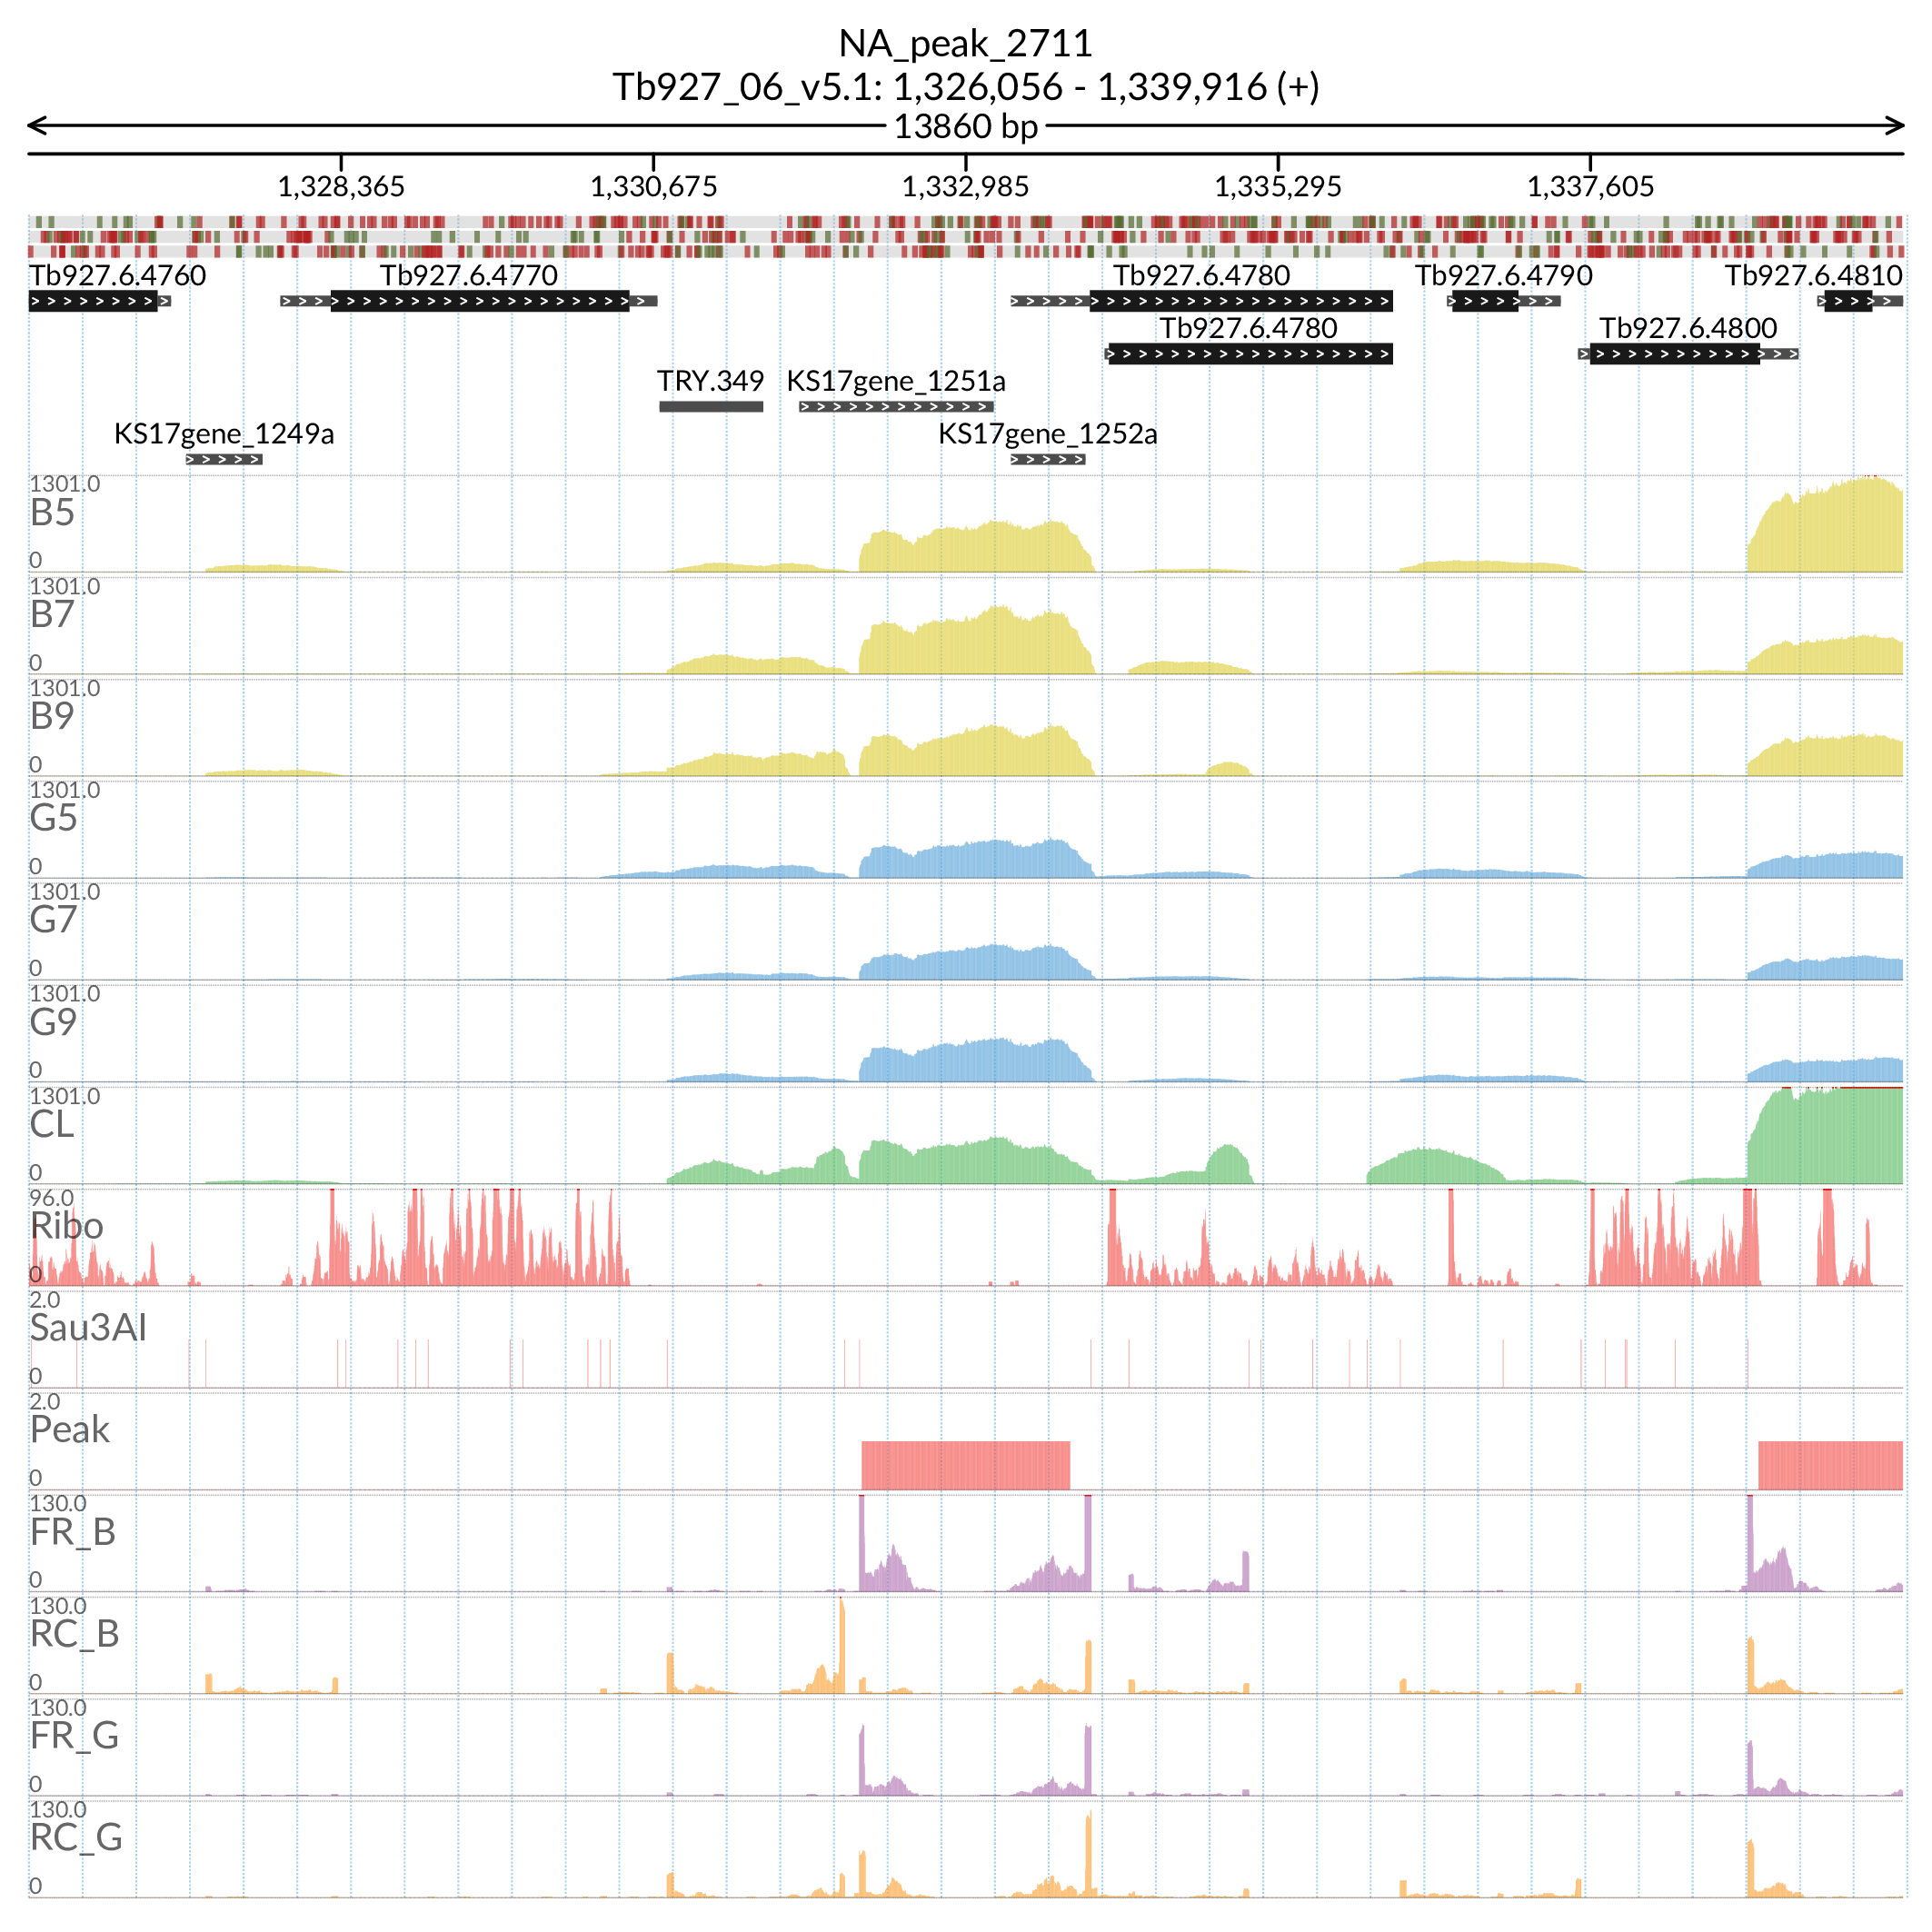 NA_peak_2711
Tb927_06_v5.1: 1,326,056 - 1,339,916 (+)
13860 bp
1,328,365 1,330,675 1,332,985 1,335,295 1,337,605
Tb927.6.4760 Tb927.6.4770 Tb927.6.4780 Tb927.6.4790 Tb927.6.4810
Tb927.6.4780 Tb927.6.4800
TRY.349 KS17gene_1251a
KS17gene_1249a KS17gene_1252a
1301.0
B5
0
1301.0
B7
0
1301.0
B9
0
1301.0
G5
0
1301.0
G7
0
1301.0
G9
0
1301.0
CL
0
96.0
Ribo
0
2.0
Sau3AI
0
2.0
Peak
0
130.0
FR_B
0
130.0
RC_B
0
130.0
FR_G
0
130.0
RC_G
0